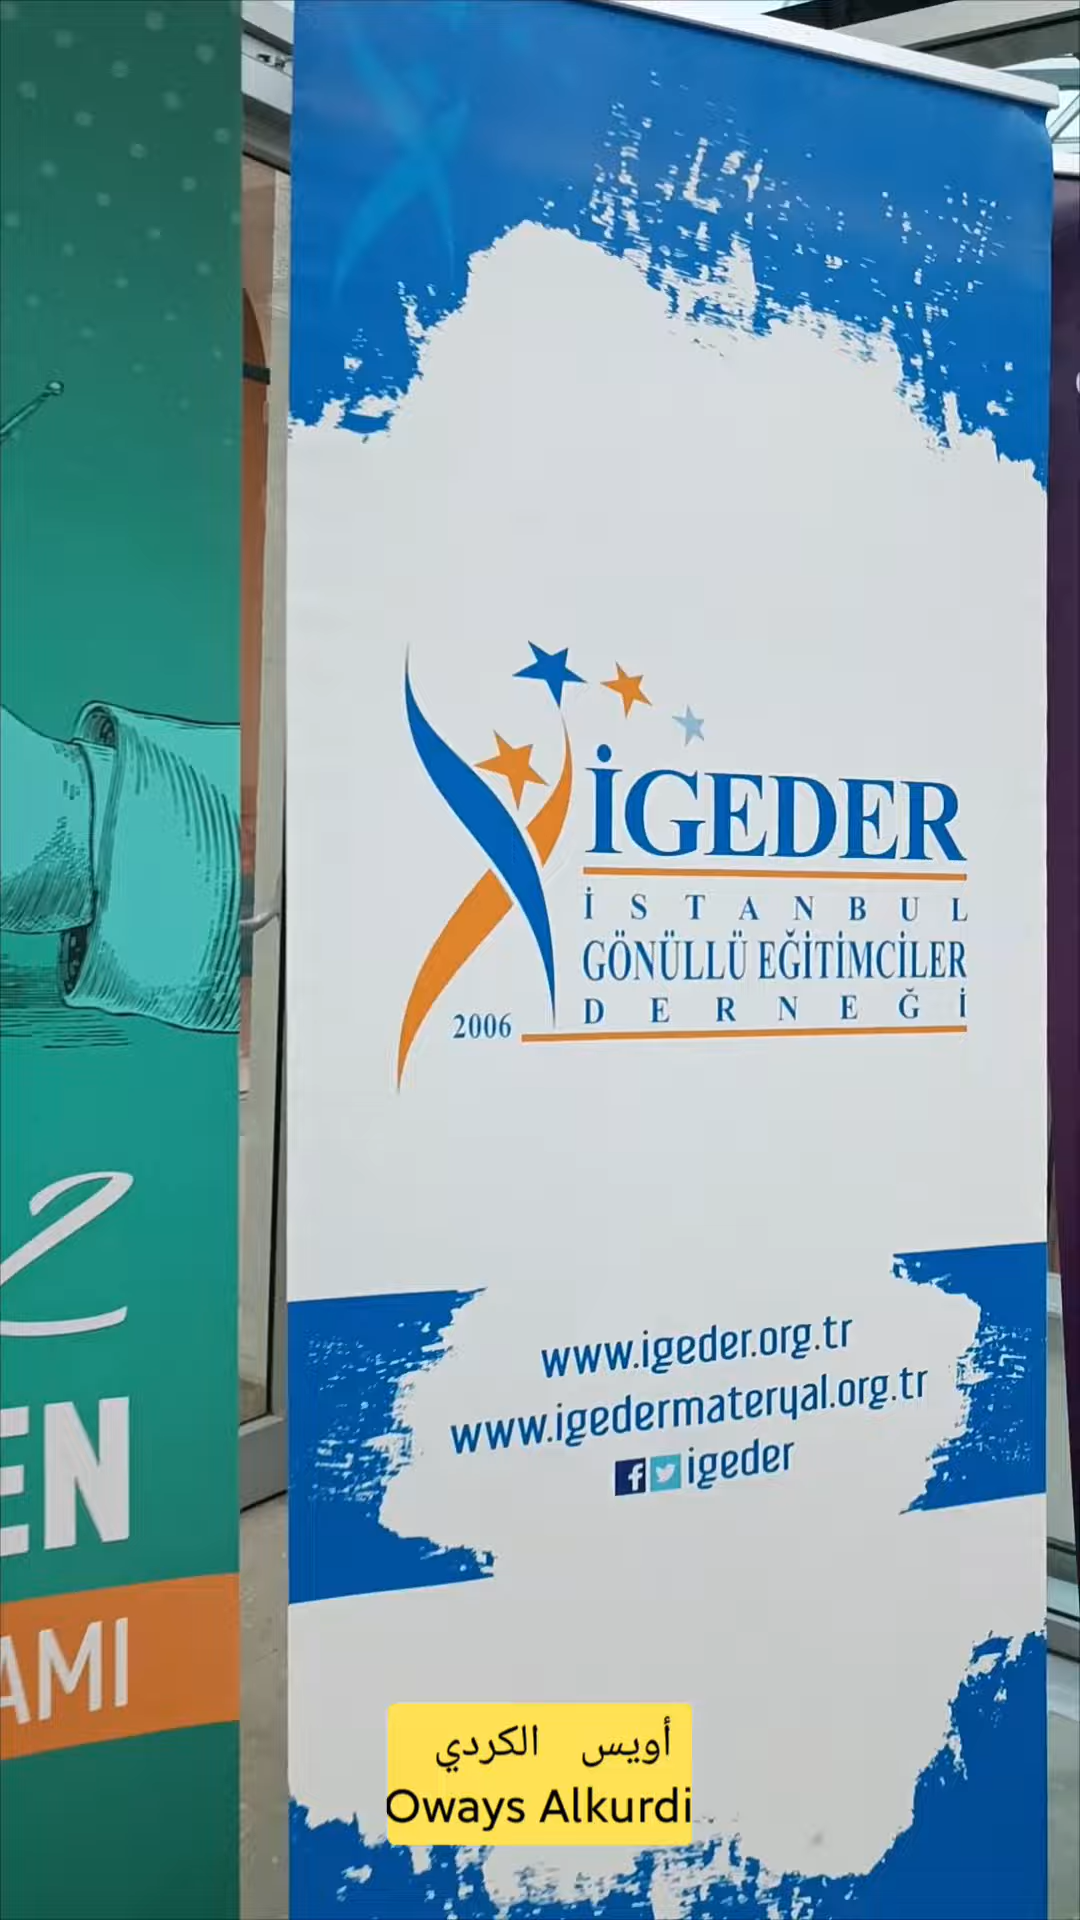 İGEDER
İSTANBUL
GÖNÜLLÜ EĞİTİMCİLER
DERNEĞİ
2006
www.igeder.org.tr
www.igedermateryal.org.tr
igeder
2
EN
AMI
أويس الكردي
Oways Alkurdi